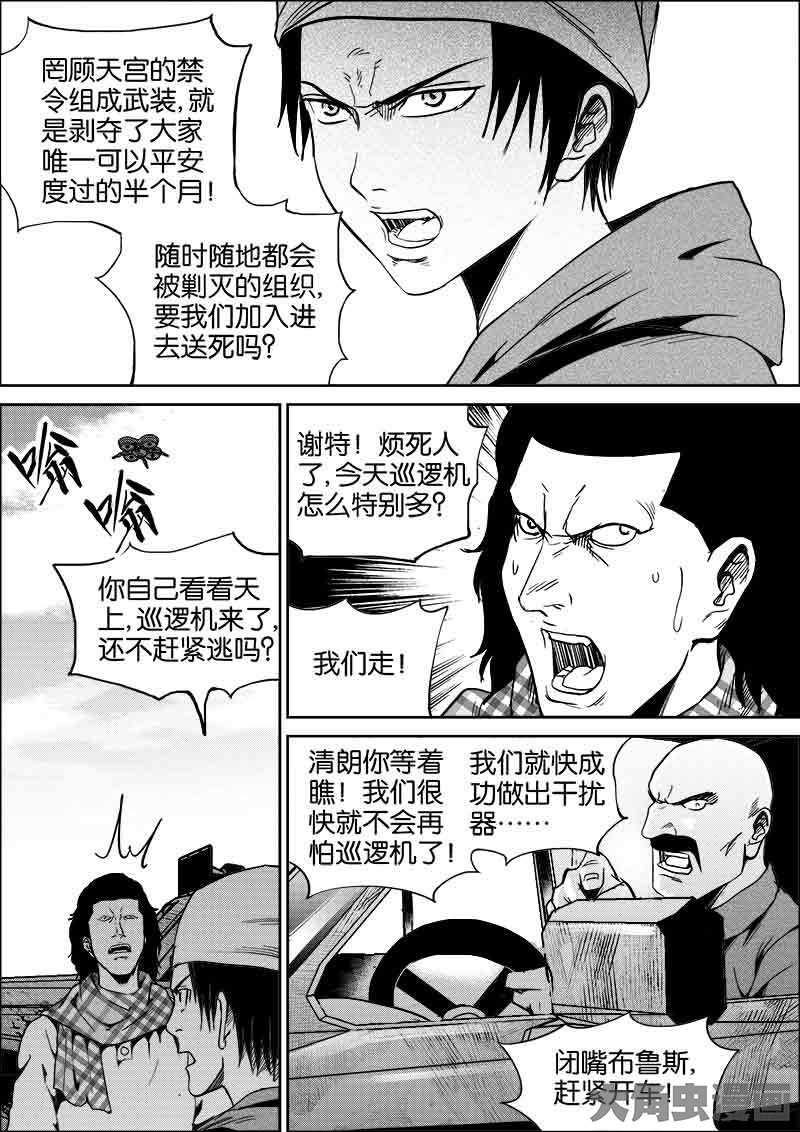 罔顾天宫的禁
令组成武装,就
是剥夺了大家
唯一可以平安
度过的半个月!
随时随地都会
被剿灭的组织,
要我们加入进
去送死吗?
嗡
嗡
你自己看看天
上,巡逻机来了,
还不赶紧逃吗?
谢特!烦死人
了,今天巡逻机
怎么特别多?
我们走!
清朗你等着
瞧!我们很
快就不会再
怕巡逻机了!
我们就快成
功做出干扰
器……
闭嘴布鲁斯,
赶紧开车!
大角虫漫画